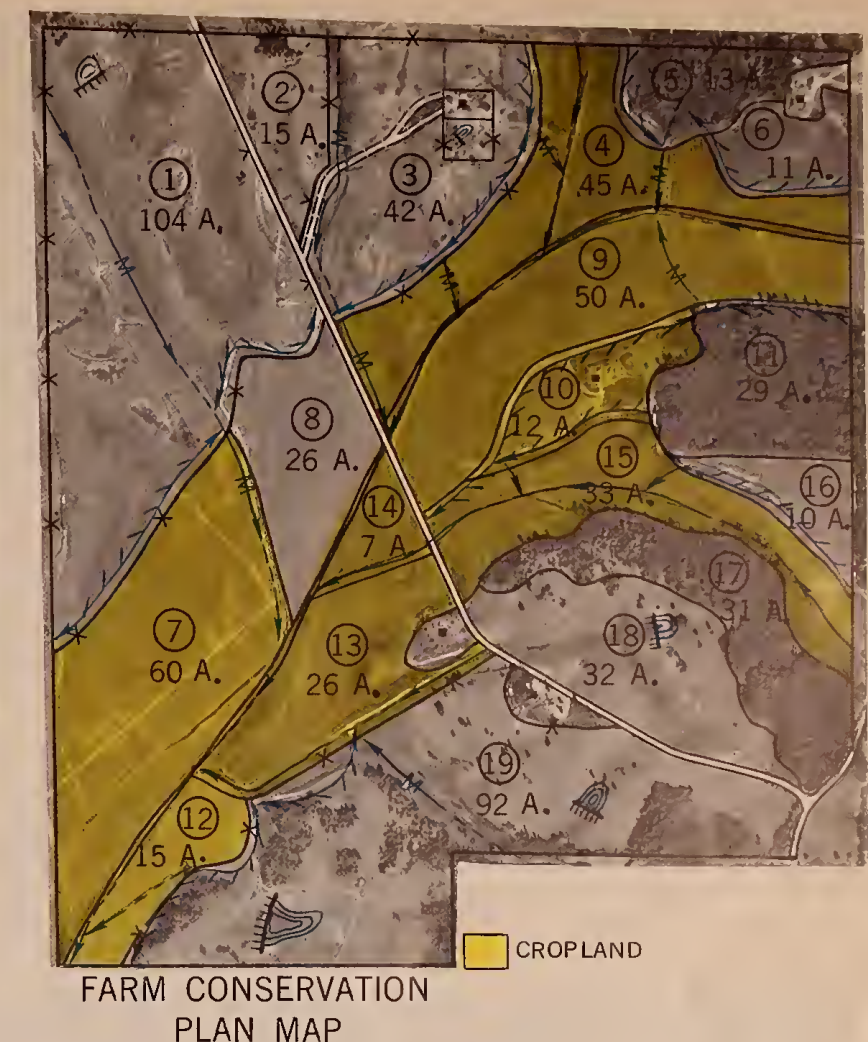 ①
104 A.
②
15 A.
③
42 A.
④
45 A.
⑤ 13 A
⑥
11 A.
⑨
50 A.
⑧
26 A.
⑩
12 A.
⑪
29 A.
⑭
7 A
⑮
33 A.
⑯
10 A.
⑦
60 A.
⑬
26 A.
⑰
31 A
⑱
32 A.
⑲
92 A.
⑫
15 A.
CROPLAND
FARM CONSERVATION
PLAN MAP